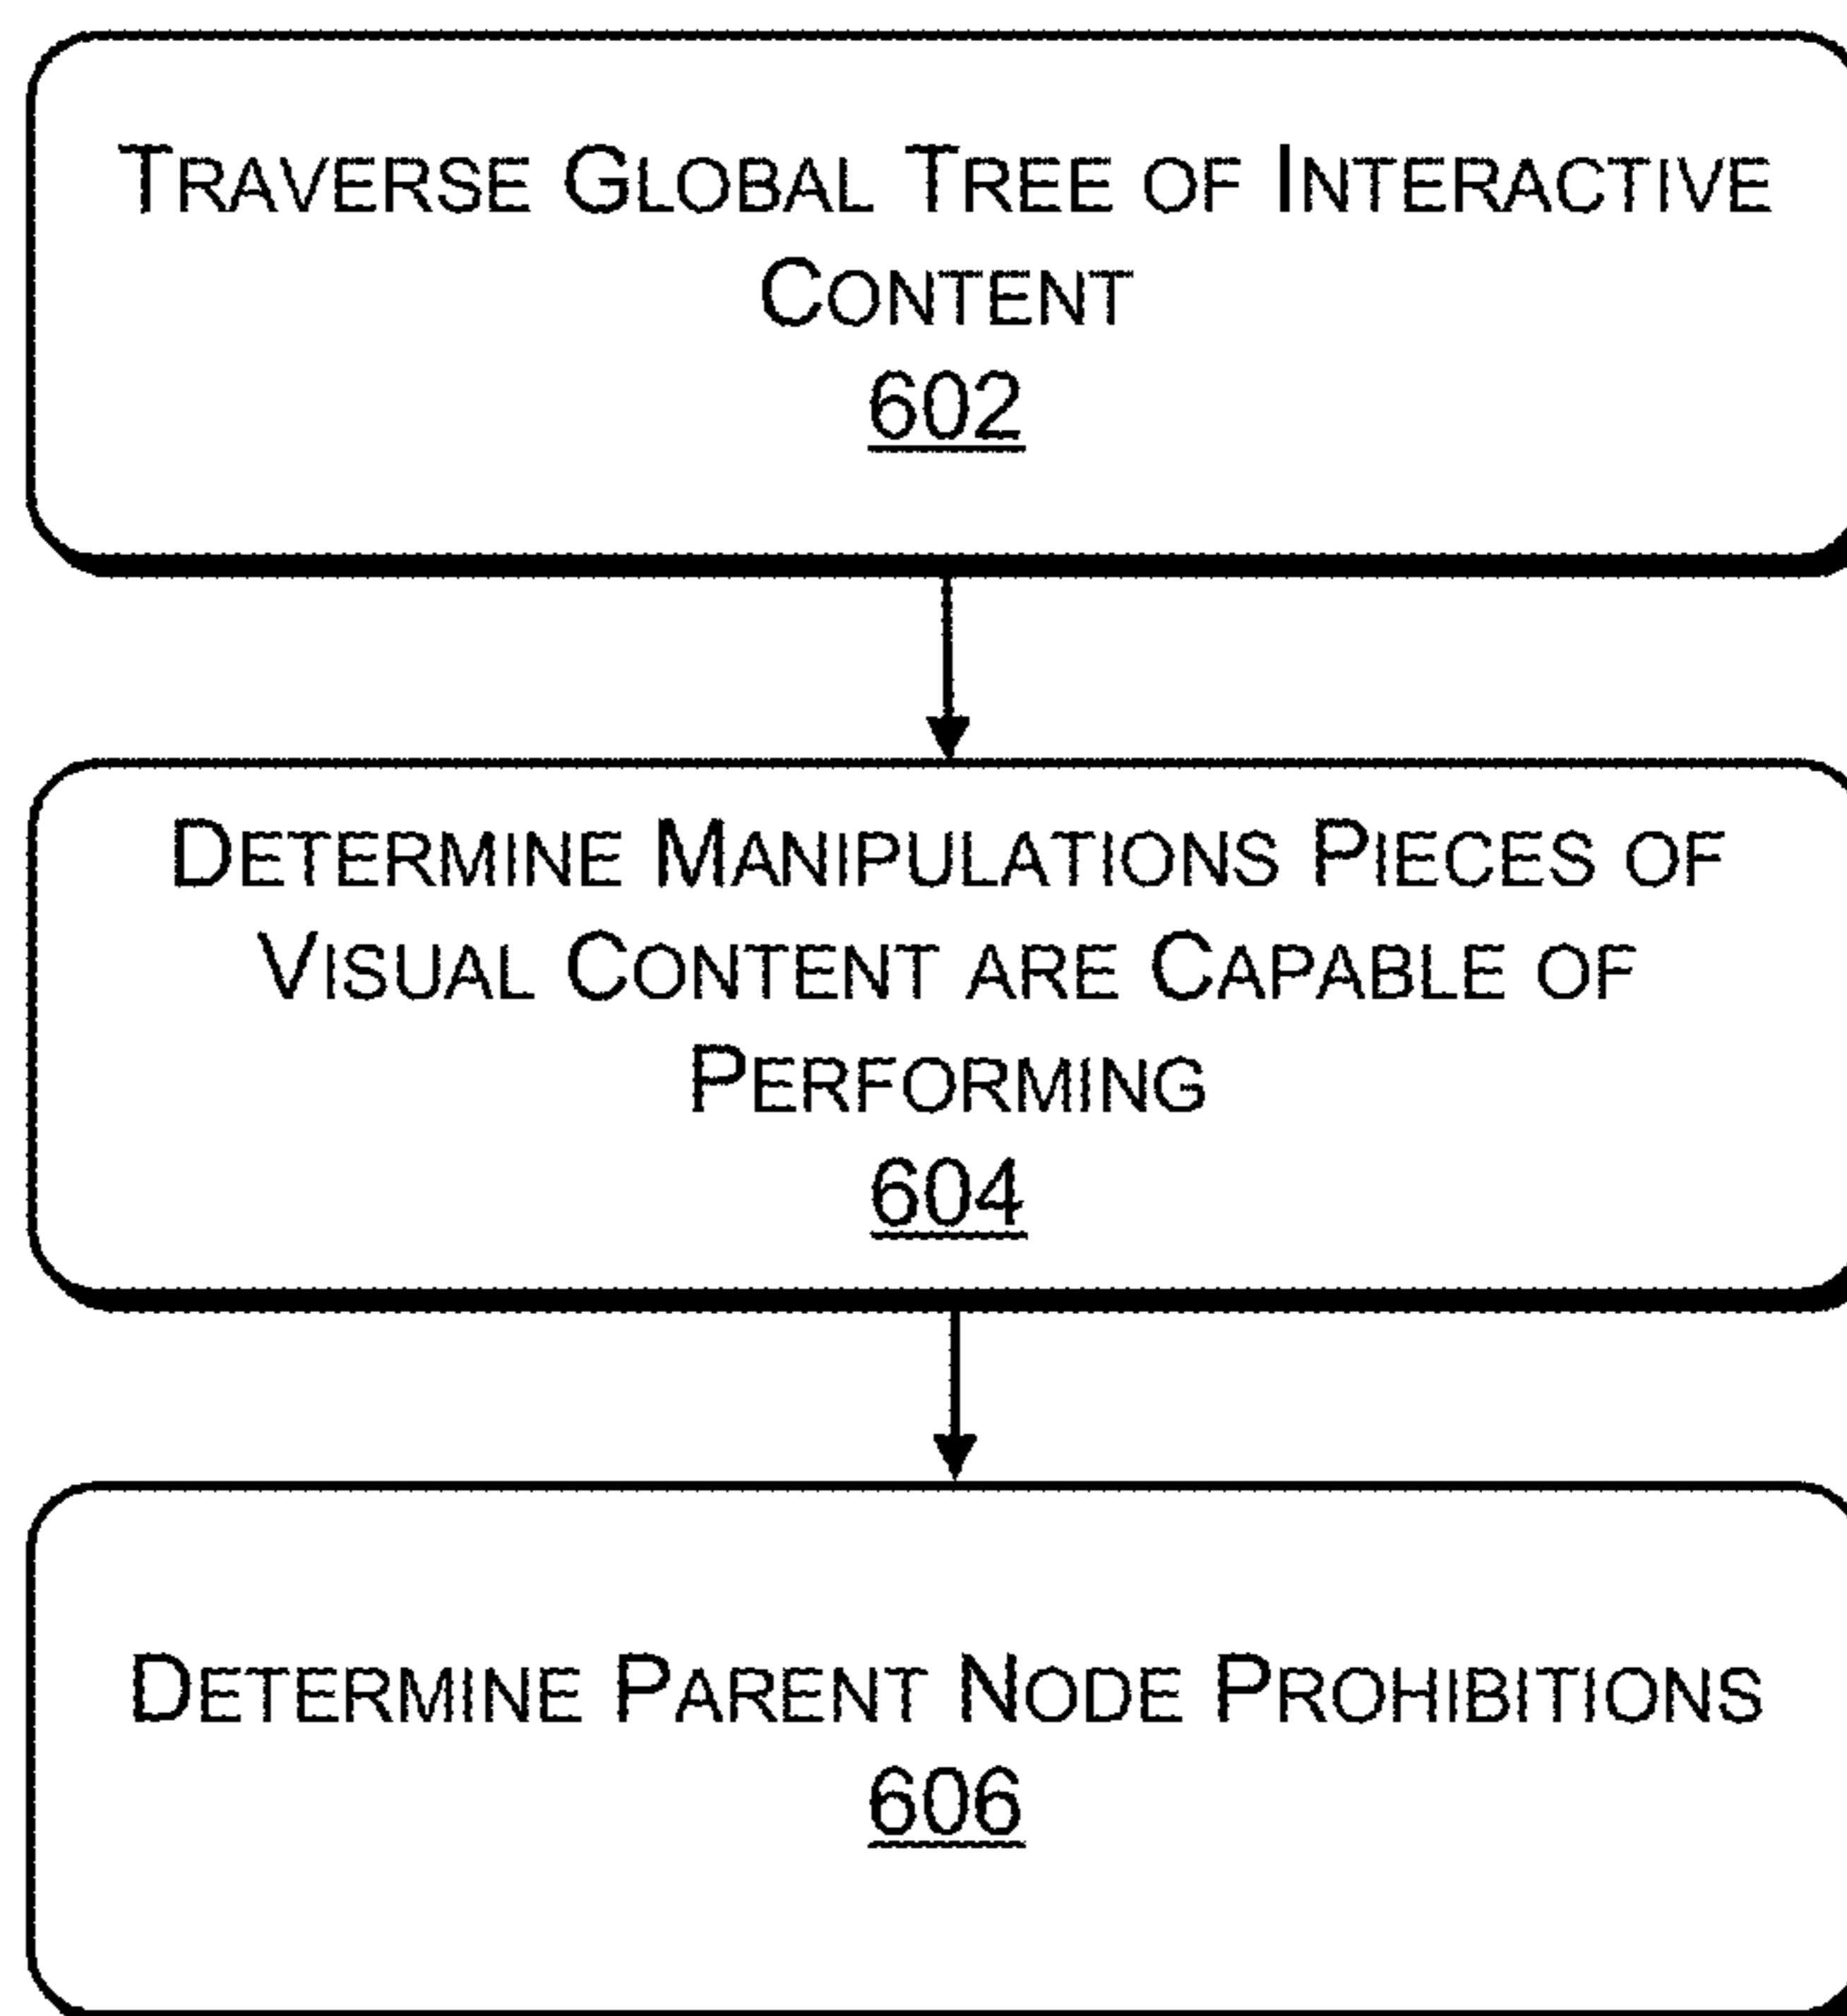 TRAVERSE GLOBAL TREE OF INTERACTIVE
CONTENT
602
DETERMINE MANIPULATIONS PIECES OF
VISUAL CONTENT ARE CAPABLE OF
PERFORMING
604
DETERMINE PARENT NODE PROHIBITIONS
606